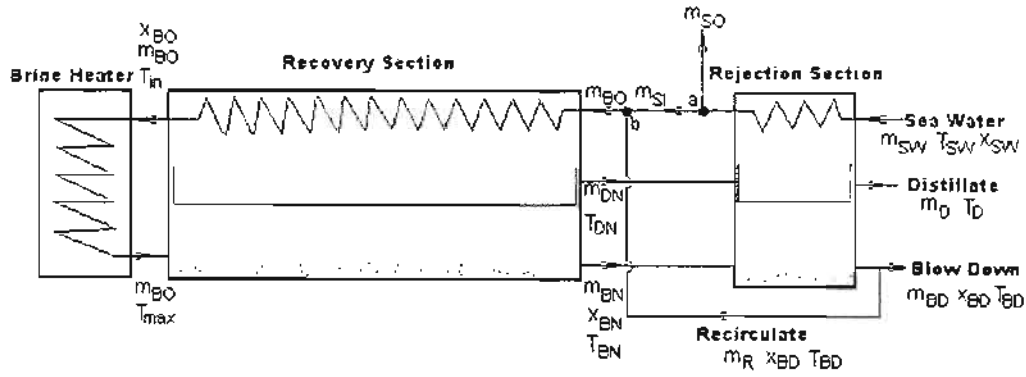 x_BO
m_BO
Brine Heater T_in
Recovery Section
m_SO
Rejection Section
m_BO m_SI a
b
Sea Water
m_SW T_SW x_SW
m_DN
T_DN
Distillate
m_D T_D
m_BO
T_max
m_BN
x_BN
T_BN
Blow Down
m_BD x_BD T_BD
Recirculate
m_R x_BD T_BD